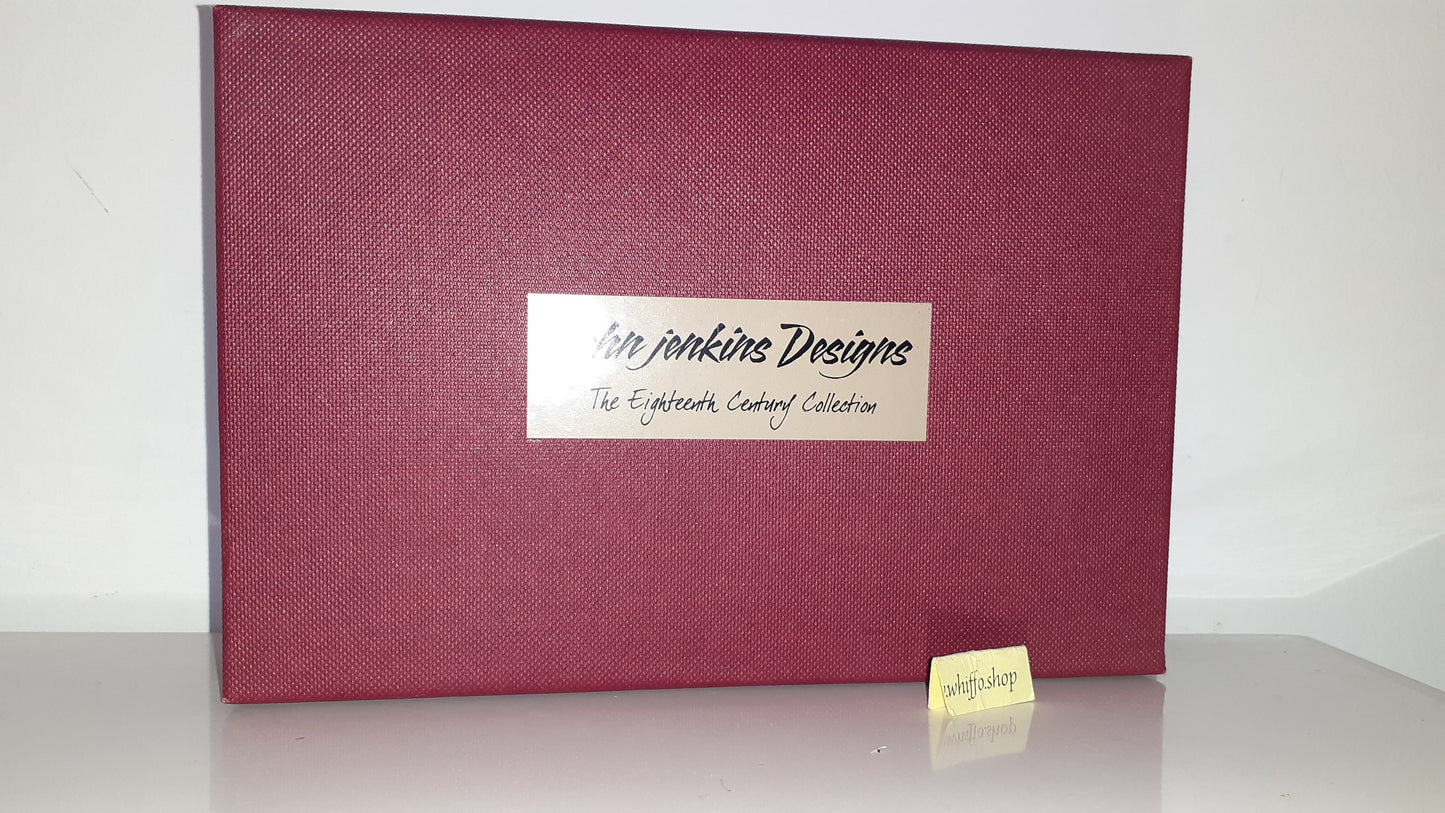 hn jenkins Designs
The Eighteenth Century Collection
.whiffo.shop